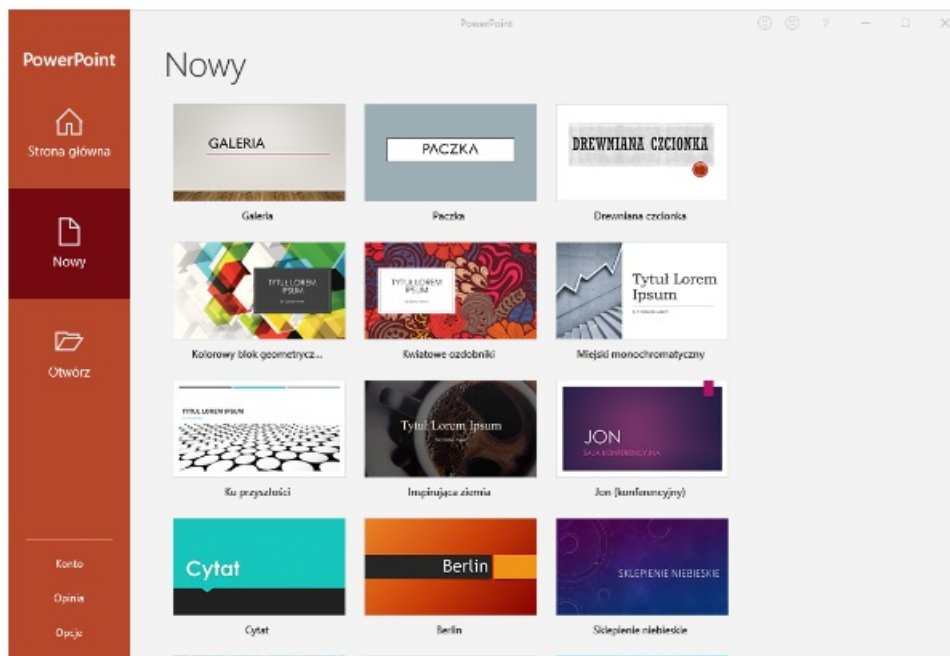 PowerPoint
PowerPoint
?
Nowy
Strona główna
Nowy
Otwórz
Konto
Opinia
Opcje
GALERIA
PACZKA
DREWNIANA CZCIONKA
Galeria
Paczka
Drewniana czcionka
TYTUŁ LOREM
IPSUM
TYTUŁ LOREM
IPSUM
Tytuł Lorem
Ipsum
Kolorowy blok geometrycz...
Kwiatowe ozdobniki
Miejski monochromatyczny
TYTUŁ LOREM IPSUM
Tytuł Lorem Ipsum
JON
SALA KONFERENCYJNA
Ku przyszłości
Inspirująca ziemia
Jon (konferencyjny)
Cytat
Berlin
SKLEPIENIE NIEBIESKIE
Cytat
Berlin
Sklepienie niebieskie